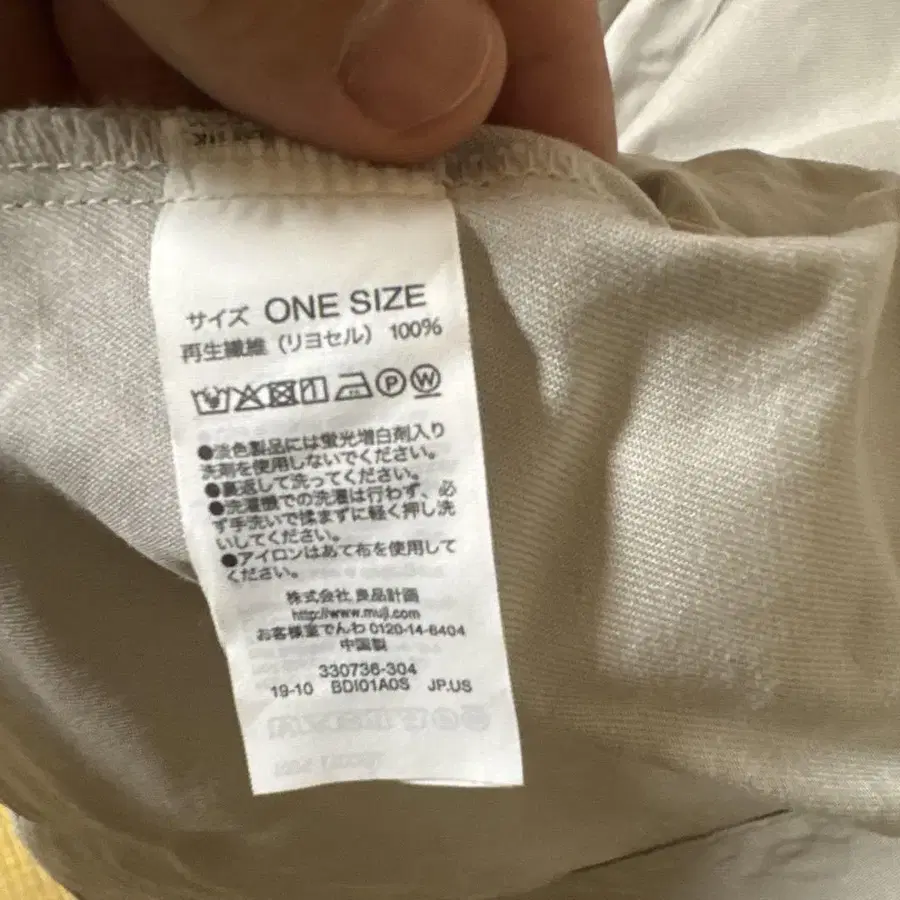 サイズ ONE SIZE
再生繊維 (リヨセル) 100%
P W
●淡色製品には蛍光増白剤入り
洗剤を使用しないでください。
●裏返して洗ってください。
●洗濯機での洗濯は行わず、必
ず手洗いで揉まずに軽く押し洗
いしてください。
●アイロンはあて布を使用して
ください。
株式会社 良品計画
http://www.muji.com
お客様室でんわ 0120-14-6404
中国製
330736-304
19-10 BDI01A0S JP.US